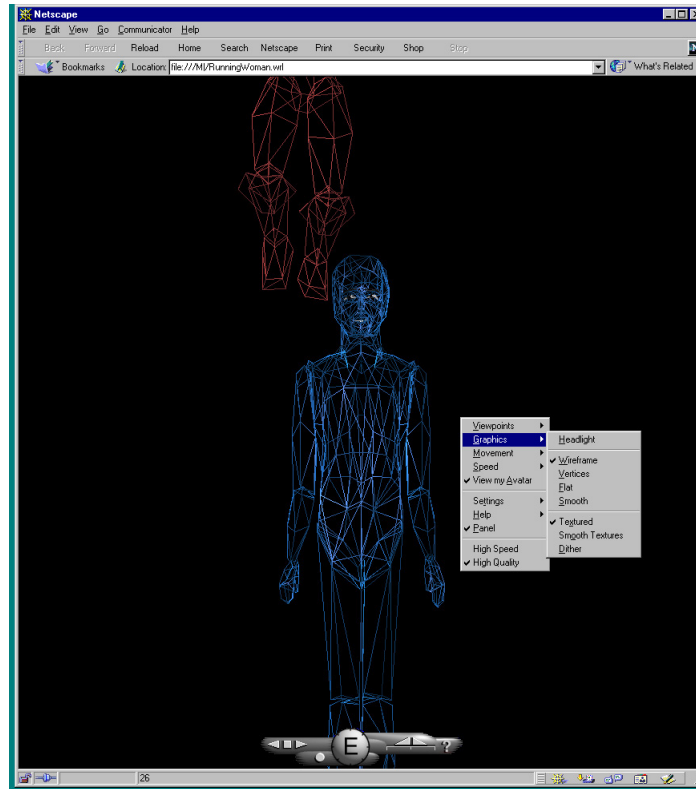 Netscape
File Edit View Go Communicator Help
Back Forward Reload Home Search Netscape Print Security Shop Stop
Bookmarks Location: file:///M|/RunningWoman.wrl What's Related
Viewpoints
Graphics
Movement
Speed
View my Avatar
Settings
Help
Panel
High Speed
High Quality
Headlight
Wireframe
Vertices
Flat
Smooth
Textured
Smooth Textures
Dither
E
?
26